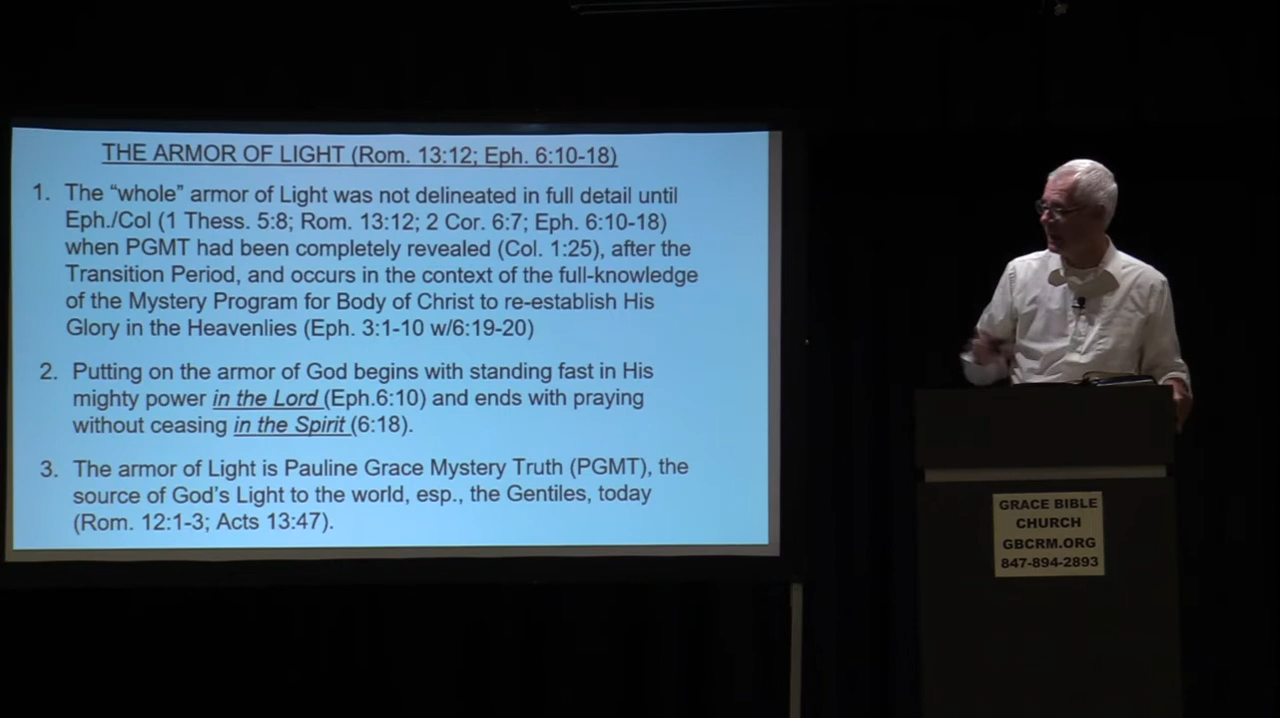 THE ARMOR OF LIGHT (Rom. 13:12; Eph. 6:10-18)
1. The “whole” armor of Light was not delineated in full detail until
Eph./Col (1 Thess. 5:8; Rom. 13:12; 2 Cor. 6:7; Eph. 6:10-18)
when PGMT had been completely revealed (Col. 1:25), after the
Transition Period, and occurs in the context of the full-knowledge
of the Mystery Program for Body of Christ to re-establish His
Glory in the Heavenlies (Eph. 3:1-10 w/6:19-20)
2. Putting on the armor of God begins with standing fast in His
mighty power in the Lord (Eph.6:10) and ends with praying
without ceasing in the Spirit (6:18).
3. The armor of Light is Pauline Grace Mystery Truth (PGMT), the
source of God’s Light to the world, esp., the Gentiles, today
(Rom. 12:1-3; Acts 13:47).
GRACE BIBLE
CHURCH
GBCRM.ORG
847-894-2893